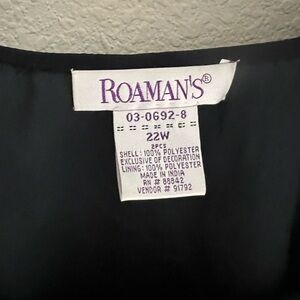 ROAMAN'S®
03-0692-8
22W
2PCS
SHELL: 100% POLYESTER
EXCLUSIVE OF DECORATION
LINING: 100% POLYESTER
MADE IN INDIA
RN # 88842
VENDOR # 91792